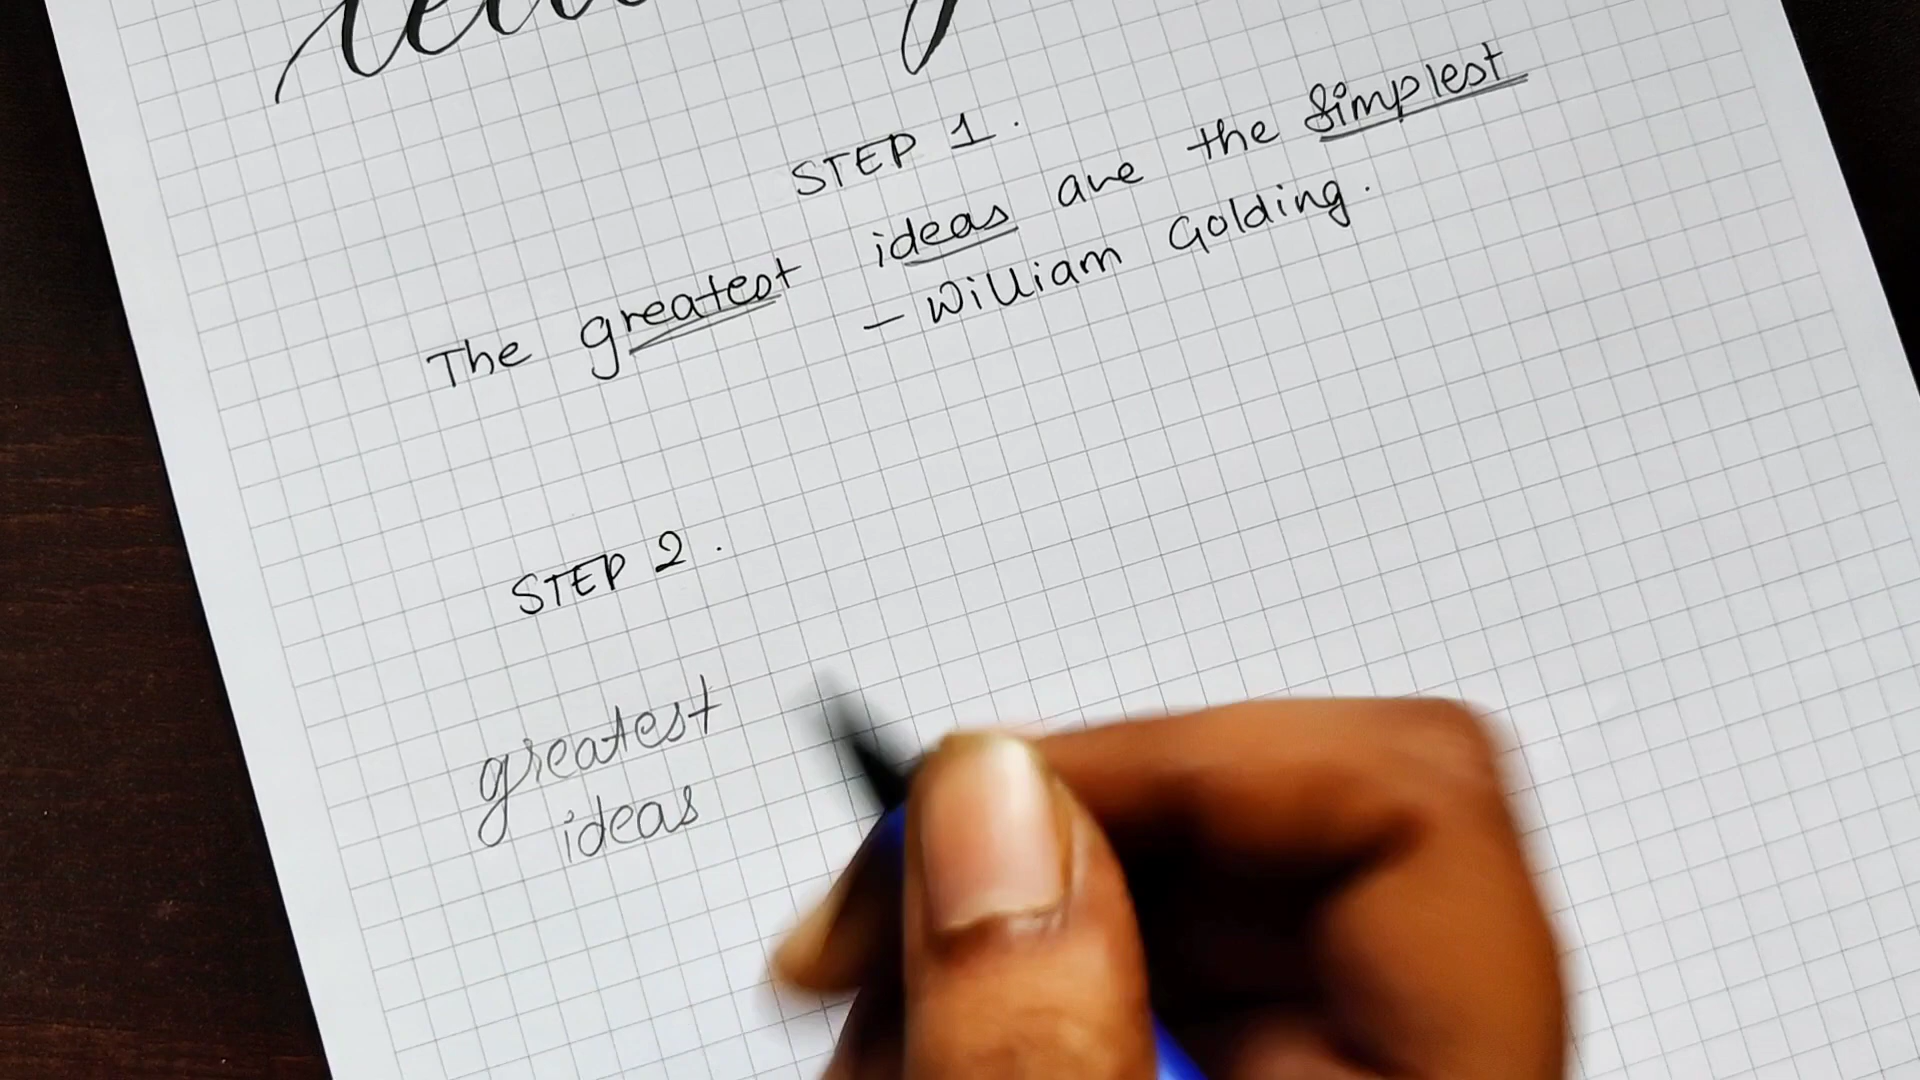 STEP 1.
The greatest ideas are the simplest
- William Golding.
STEP 2.
greatest
ideas